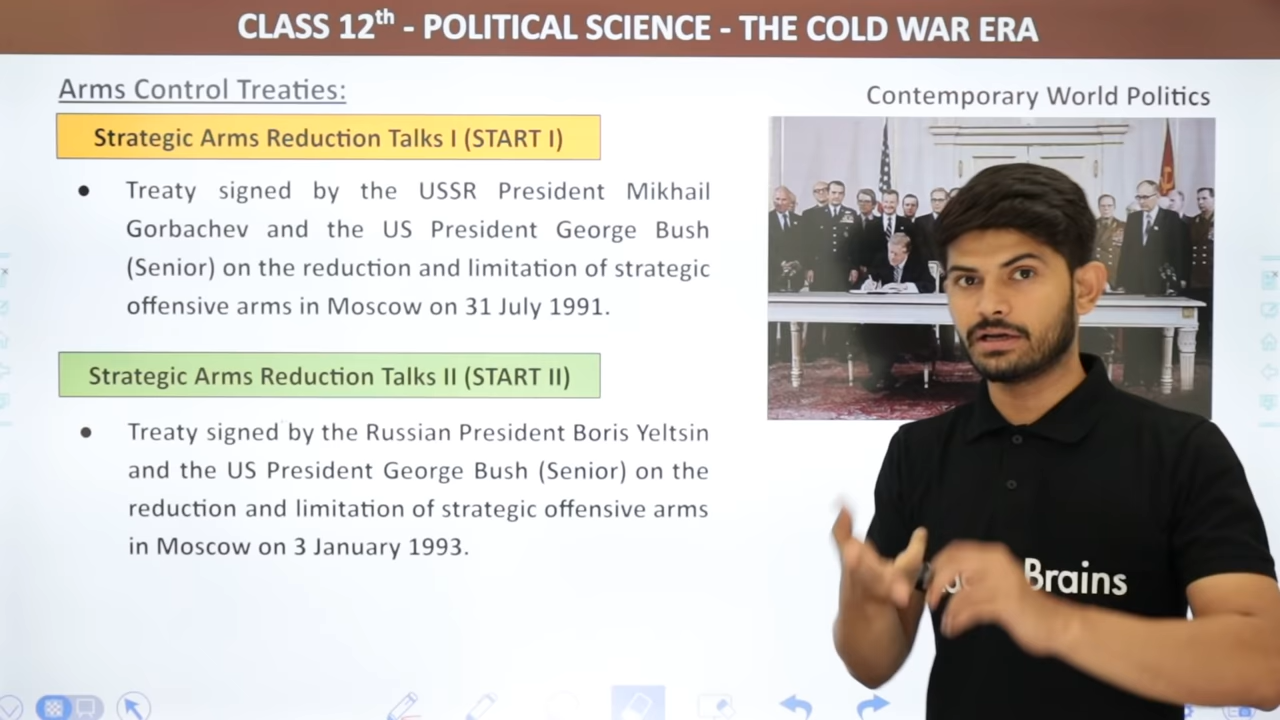 CLASS 12th - POLITICAL SCIENCE - THE COLD WAR ERA
Arms Control Treaties:
Contemporary World Politics
Strategic Arms Reduction Talks I (START I)
● Treaty signed by the USSR President Mikhail
Gorbachev and the US President George Bush
(Senior) on the reduction and limitation of strategic
offensive arms in Moscow on 31 July 1991.
Strategic Arms Reduction Talks II (START II)
● Treaty signed by the Russian President Boris Yeltsin
and the US President George Bush (Senior) on the
reduction and limitation of strategic offensive arms
in Moscow on 3 January 1993.
Brains